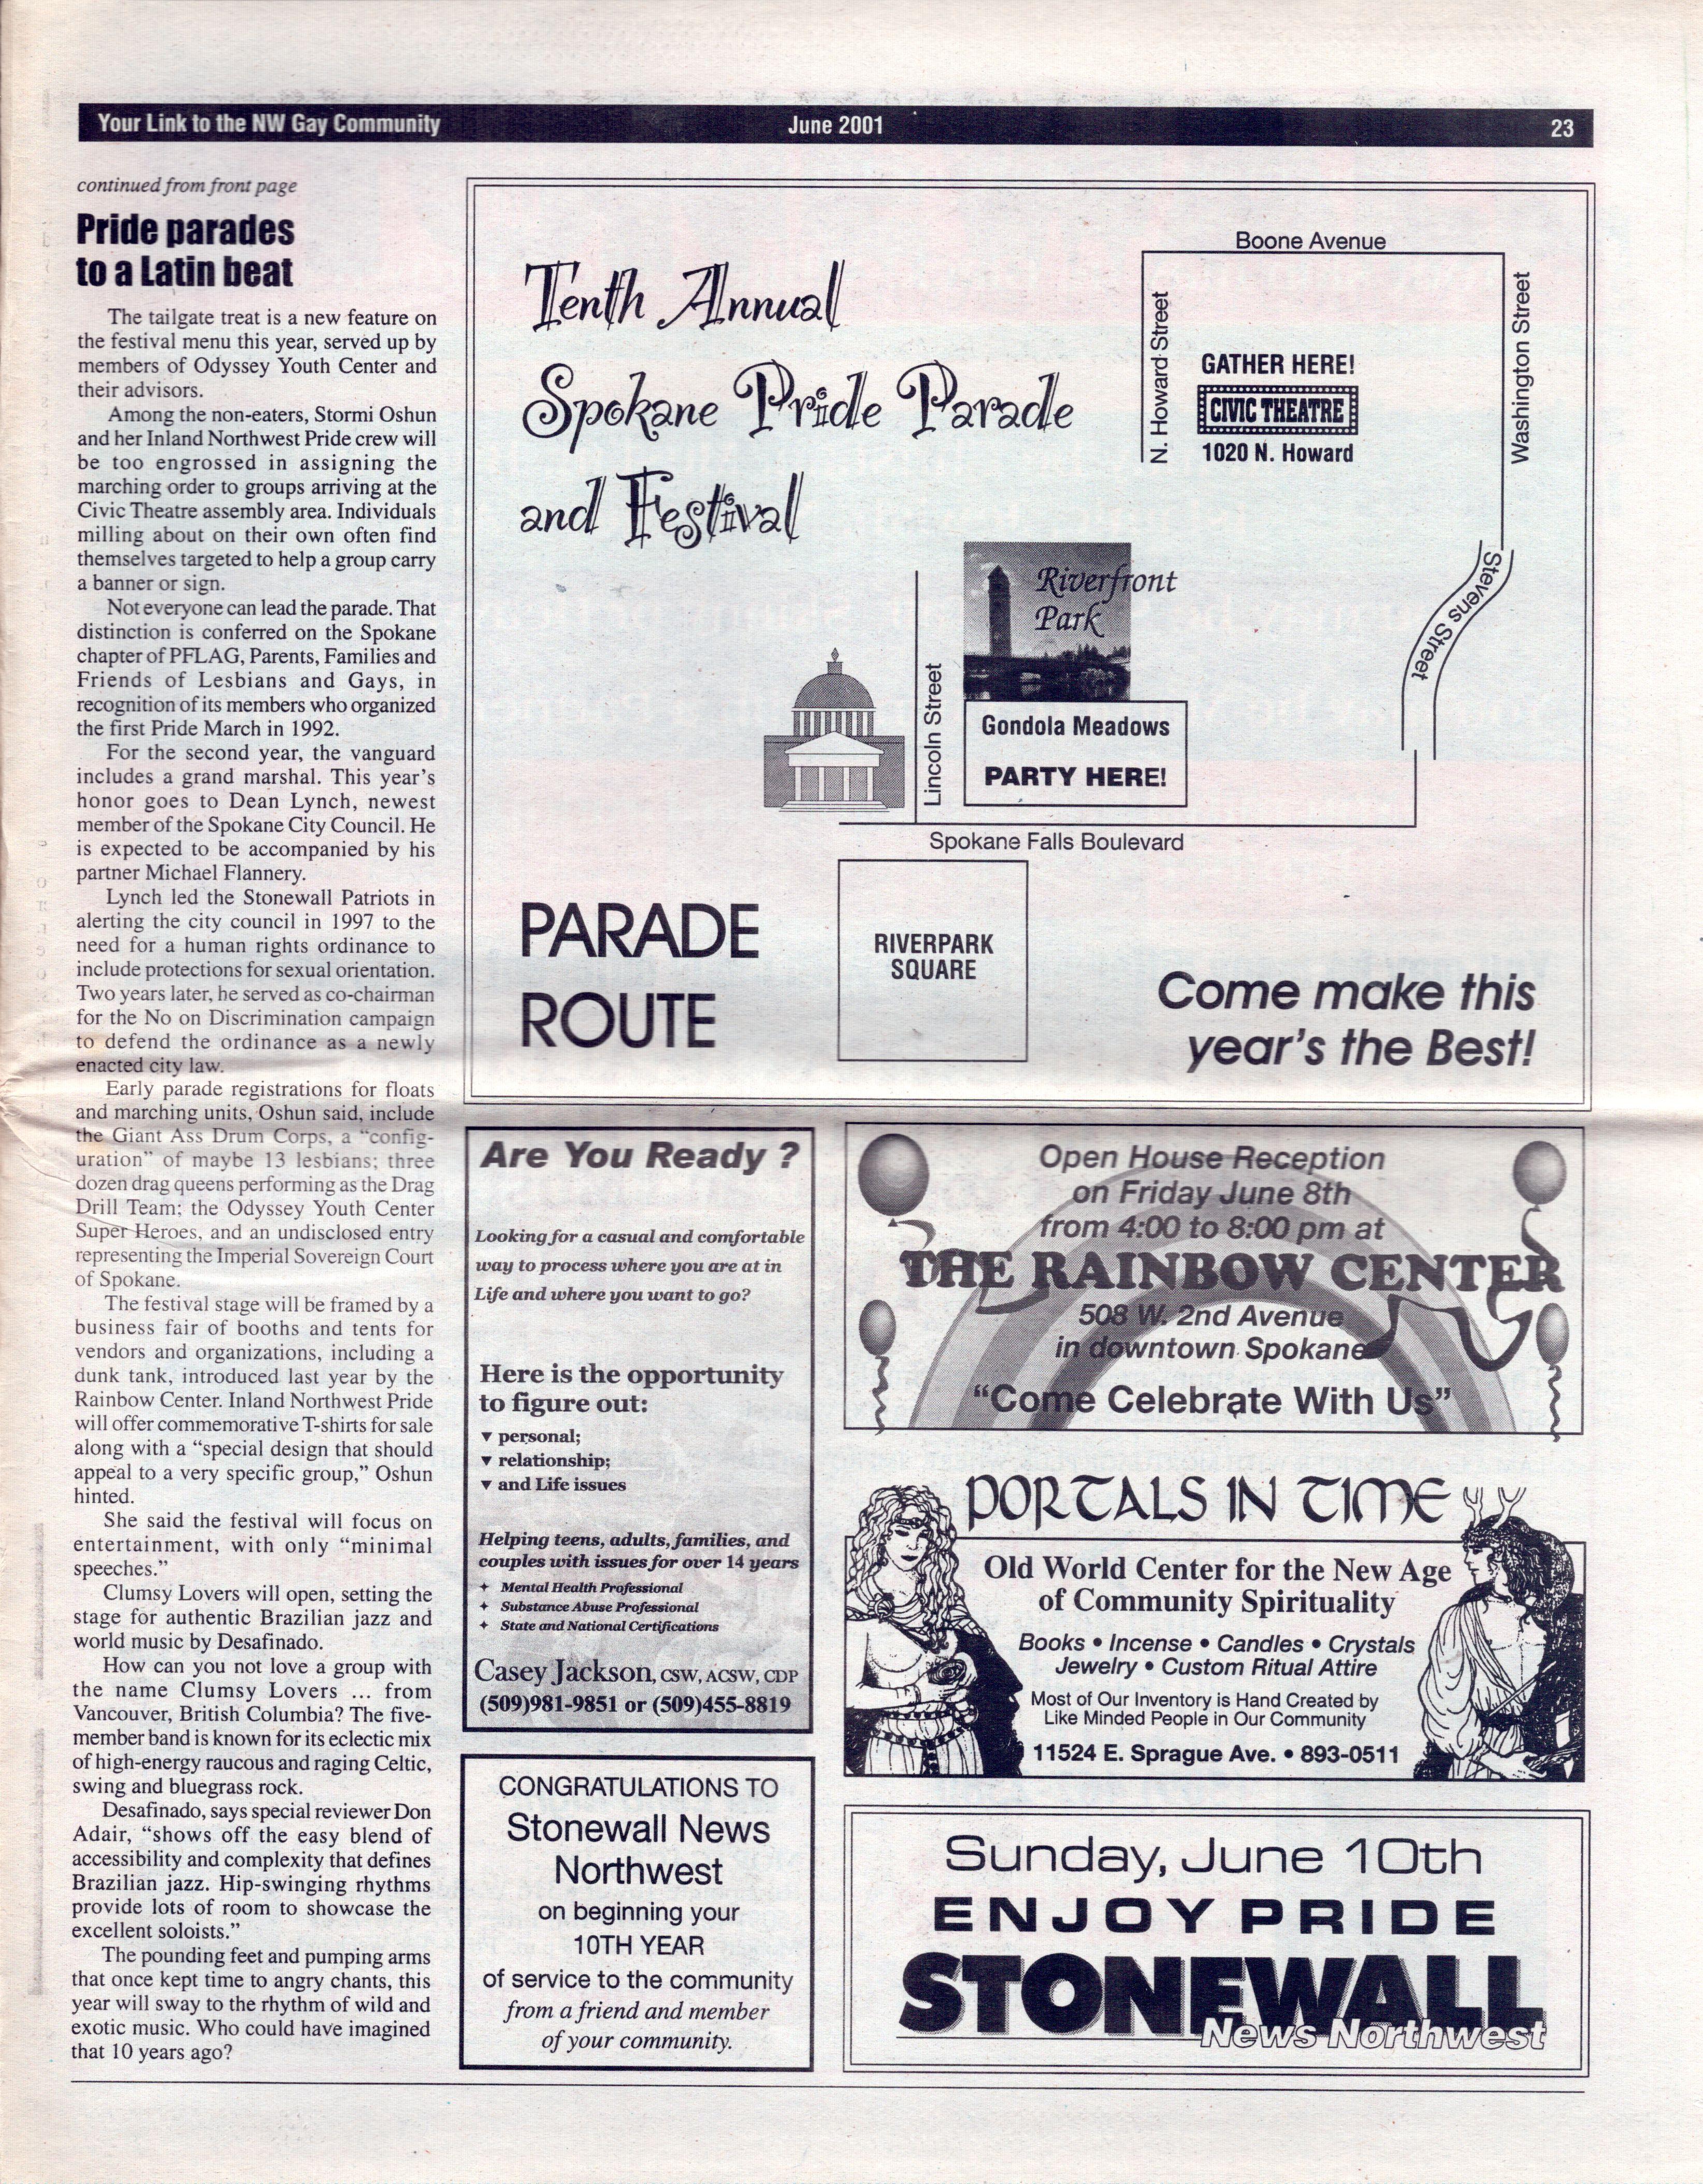 Your Link to the NW Gay Community
June 2001
23
continued from front page
Pride parades
to a Latin beat
The tailgate treat is a new feature on
the festival menu this year, served up by
members of Odyssey Youth Center and
their advisors.
Among the non-eaters, Stormi Oshun
and her Inland Northwest Pride crew will
be too engrossed in assigning the
marching order to groups arriving at the
Civic Theatre assembly area. Individuals
milling about on their own often find
themselves targeted to help a group carry
a banner or sign.
Not everyone can lead the parade. That
distinction is conferred on the Spokane
chapter of PFLAG, Parents, Families and
Friends of Lesbians and Gays, in
recognition of its members who organized
the first Pride March in 1992.
For the second year, the vanguard
includes a grand marshal. This year's
honor goes to Dean Lynch, newest
member of the Spokane City Council. He
is expected to be accompanied by his
partner Michael Flannery.
Lynch led the Stonewall Patriots in
alerting the city council in 1997 to the
need for a human rights ordinance to
include protections for sexual orientation.
Two years later, he served as co-chairman
for the No on Discrimination campaign
to defend the ordinance as a newly
enacted city law.
Early parade registrations for floats
and marching units, Oshun said, include
the Giant Ass Drum Corps, a "config-
uration" of maybe 13 lesbians; three
dozen drag queens performing as the Drag
Drill Team; the Odyssey Youth Center
Super Heroes, and an undisclosed entry
representing the Imperial Sovereign Court
of Spokane.
The festival stage will be framed by a
business fair of booths and tents for
vendors and organizations, including a
dunk tank, introduced last year by the
Rainbow Center. Inland Northwest Pride
will offer commemorative T-shirts for sale
along with a "special design that should
appeal to a very specific group," Oshun
hinted.
She said the festival will focus on
entertainment, with only "minimal
speeches."
Clumsy Lovers will open, setting the
stage for authentic Brazilian jazz and
world music by Desafinado.
How can you not love a group with
the name Clumsy Lovers ... from
Vancouver, British Columbia? The five-
member band is known for its eclectic mix
of high-energy raucous and raging Celtic,
swing and bluegrass rock.
Desafinado, says special reviewer Don
Adair, "shows off the easy blend of
accessibility and complexity that defines
Brazilian jazz. Hip-swinging rhythms
provide lots of room to showcase the
excellent soloists."
The pounding feet and pumping arms
that once kept time to angry chants, this
year will sway to the rhythm of wild and
exotic music. Who could have imagined
that 10 years ago?
Tenth Annual
Spokane Pride Parade
and Festival
Boone Avenue
N. Howard Street
Washington Street
GATHER HERE!
CIVIC THEATRE
1020 N. Howard
Stevens Street
Riverfront
Park
Lincoln Street
Gondola Meadows
PARTY HERE!
Spokane Falls Boulevard
RIVERPARK
SQUARE
PARADE
ROUTE
Come make this
year's the Best!
Are You Ready ?
Looking for a casual and comfortable
way to process where you are at in
Life and where you want to go?
Here is the opportunity
to figure out:
▼ personal;
▼ relationship;
▼ and Life issues
Helping teens, adults, families, and
couples with issues for over 14 years
✦ Mental Health Professional
✦ Substance Abuse Professional
✦ State and National Certifications
Casey Jackson, CSW, ACSW, CDP
(509)981-9851 or (509)455-8819
CONGRATULATIONS TO
Stonewall News
Northwest
on beginning your
10TH YEAR
of service to the community
from a friend and member
of your community.
Open House Reception
on Friday June 8th
from 4:00 to 8:00 pm at
THE RAINBOW CENTER
508 W. 2nd Avenue
in downtown Spokane
"Come Celebrate With Us"
PORTALS IN TIME
Old World Center for the New Age
of Community Spirituality
Books • Incense • Candles • Crystals
Jewelry • Custom Ritual Attire
Most of Our Inventory is Hand Created by
Like Minded People in Our Community
11524 E. Sprague Ave. • 893-0511
Sunday, June 10th
ENJOY PRIDE
STONEWALL
News Northwest